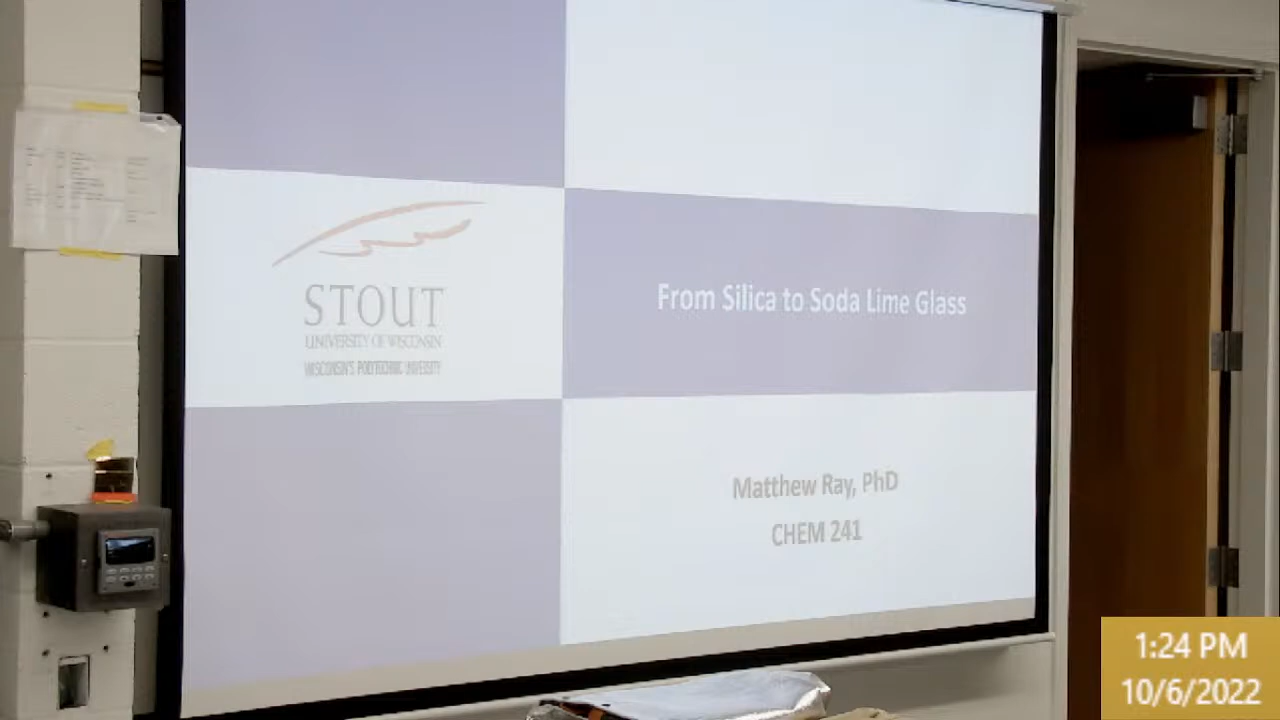 STOUT
UNIVERSITY OF WISCONSIN
WISCONSIN'S POLYTECHNIC UNIVERSITY
From Silica to Soda Lime Glass
Matthew Ray, PhD
CHEM 241
1:24 PM
10/6/2022